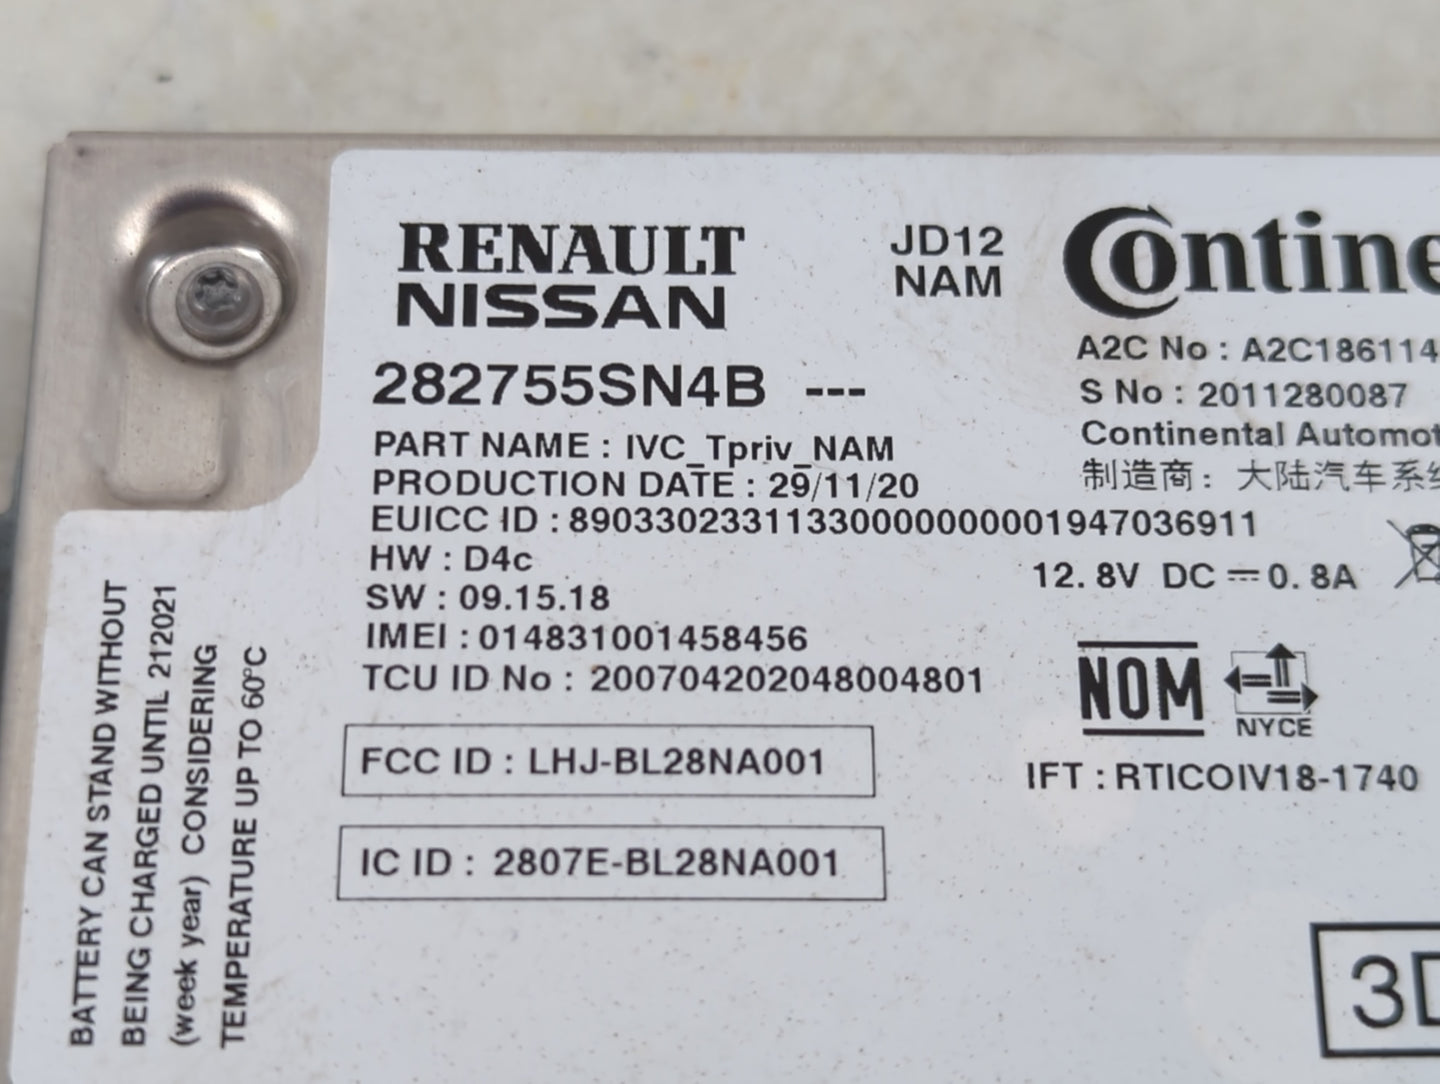 RENAULT
NISSAN
JD12
NAM
282755SN4B ---
PART NAME : IVC_Tpriv_NAM
PRODUCTION DATE : 29/11/20
EUICC ID : 89033023311330000000001947036911
HW : D4c
SW : 09.15.18
IMEI : 014831001458456
TCU ID No : 200704202048004801
FCC ID : LHJ-BL28NA001
IC ID : 2807E-BL28NA001
Contine
A2C No : A2C186114
S No : 2011280087
Continental Automot
制造商：大陆汽车系
12.8V DC ⎓ 0.8A
NOM
NYCE
IFT : RTICOIV18-1740
3
BATTERY CAN STAND WITHOUT
BEING CHARGED UNTIL 212021
(week year) CONSIDERING
TEMPERATURE UP TO 60°C